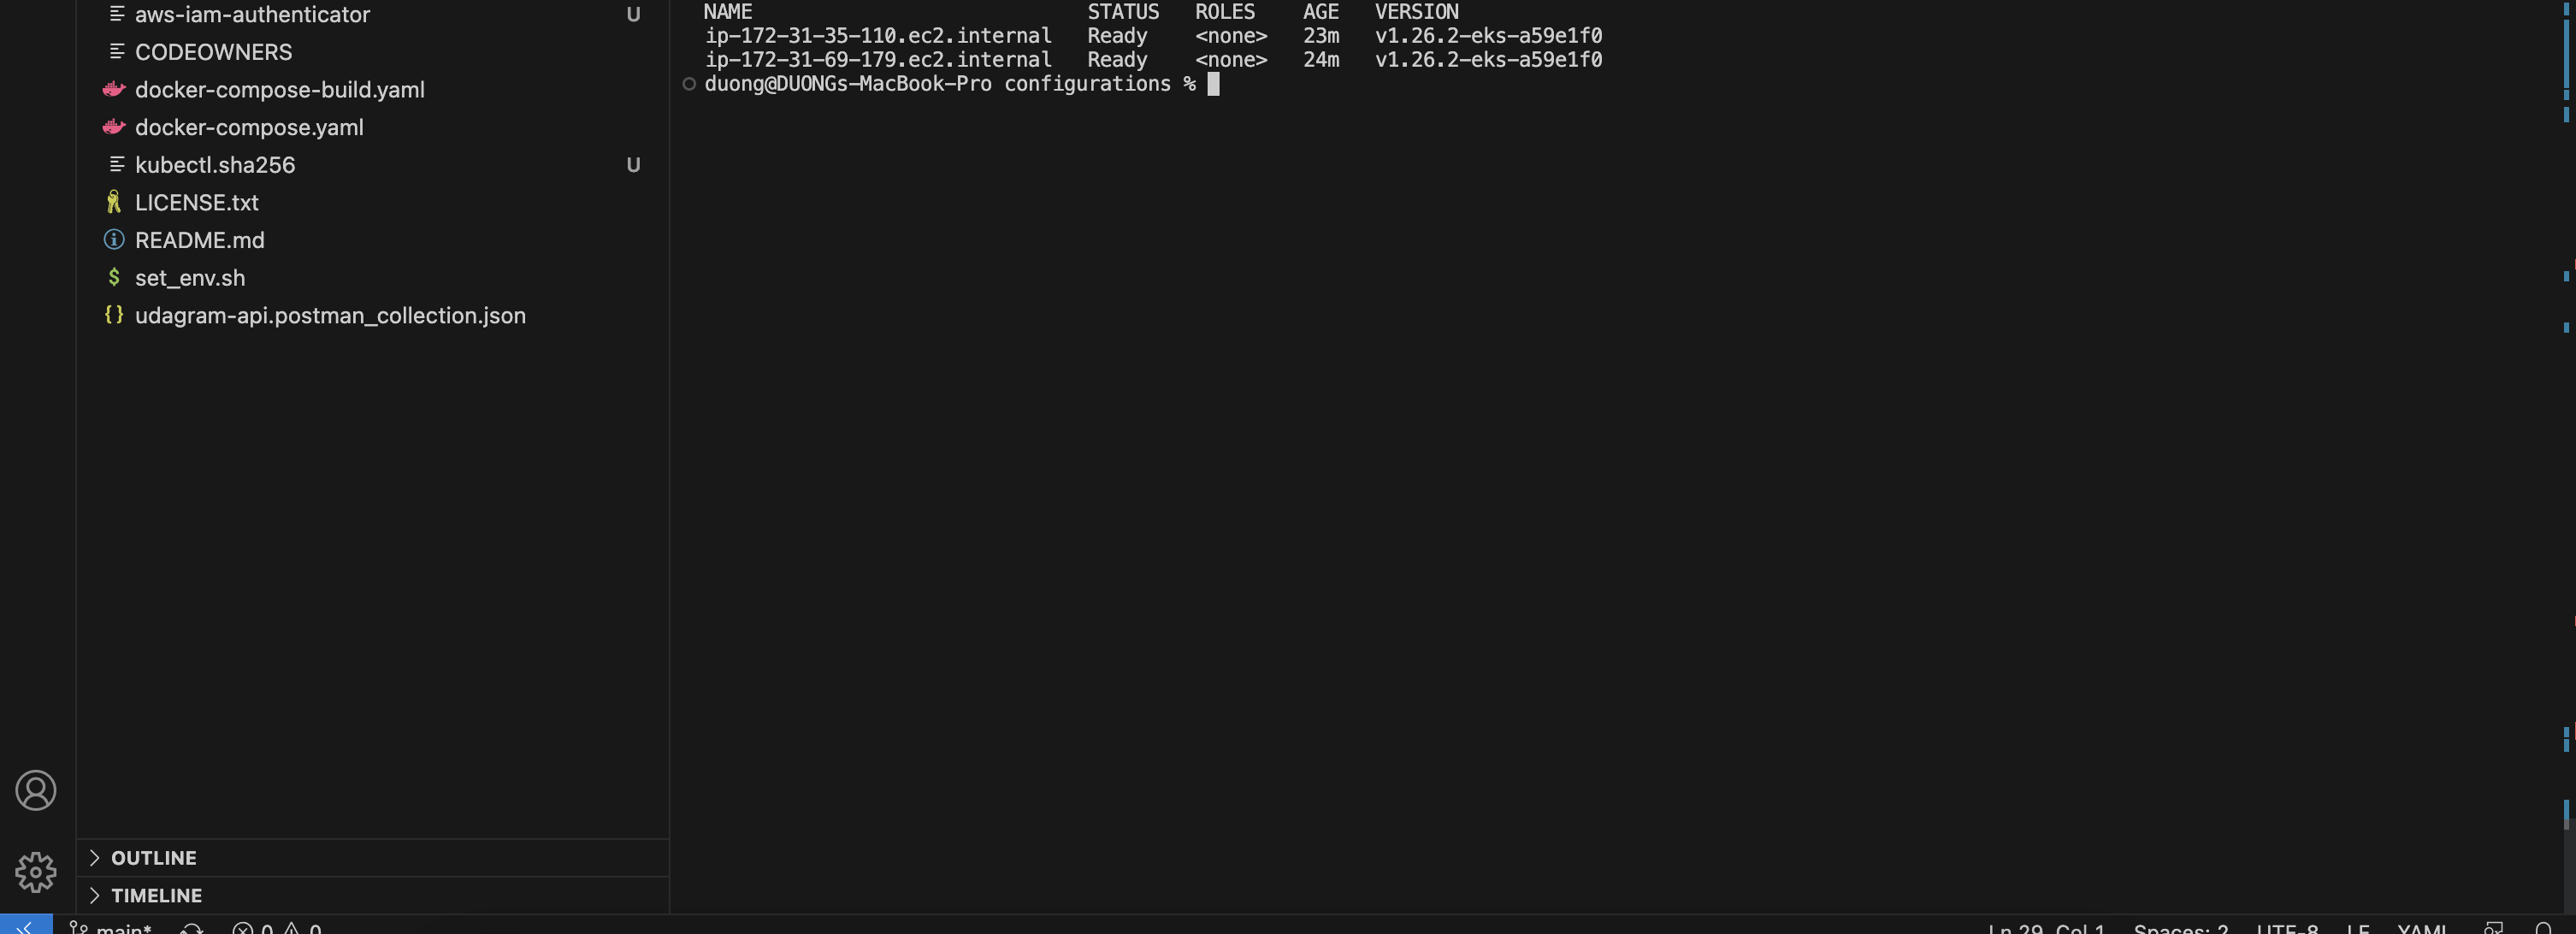 aws-iam-authenticator U
CODEOWNERS
docker-compose-build.yaml
docker-compose.yaml
kubectl.sha256 U
LICENSE.txt
README.md
$ set_env.sh
{} udagram-api.postman_collection.json
OUTLINE
TIMELINE
NAME STATUS ROLES AGE VERSION
ip-172-31-35-110.ec2.internal Ready <none> 23m v1.26.2-eks-a59e1f0
ip-172-31-69-179.ec2.internal Ready <none> 24m v1.26.2-eks-a59e1f0
duong@DUONGs-MacBook-Pro configurations %
main* 0 0 Ln 29, Col 1 Spaces: 2 UTF-8 LF YAML